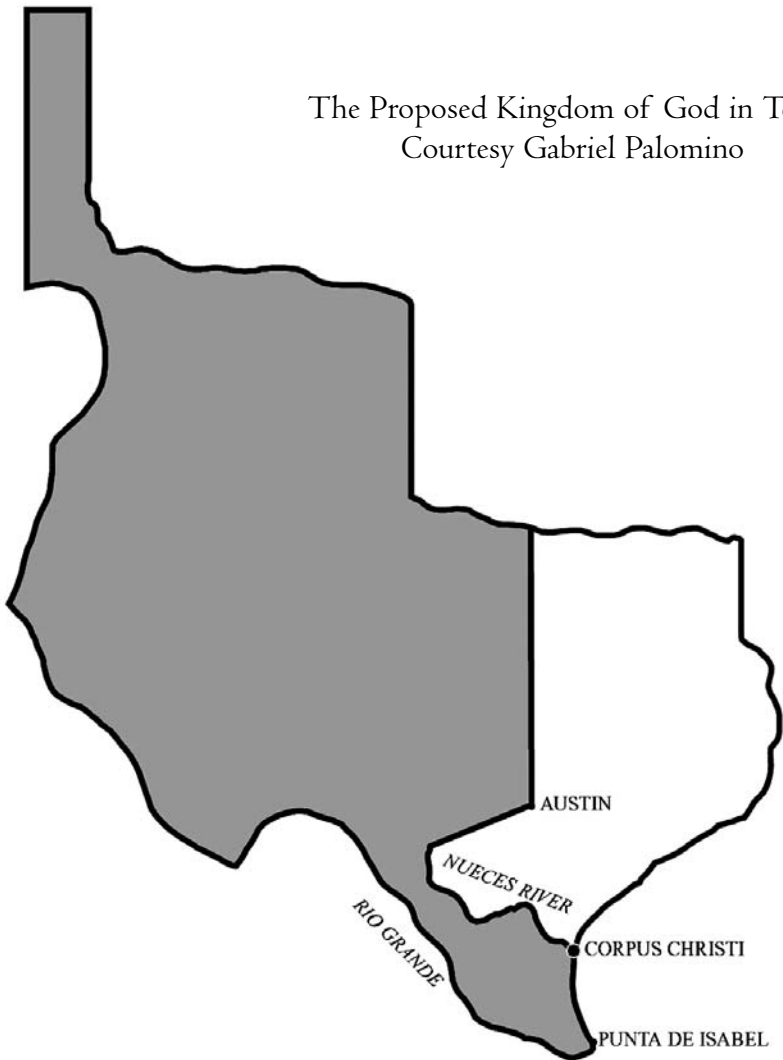 The Proposed Kingdom of God in
Courtesy Gabriel Palomino
AUSTIN
NUECES RIVER
RIO GRANDE
CORPUS CHRISTI
PUNTA DE ISABEL